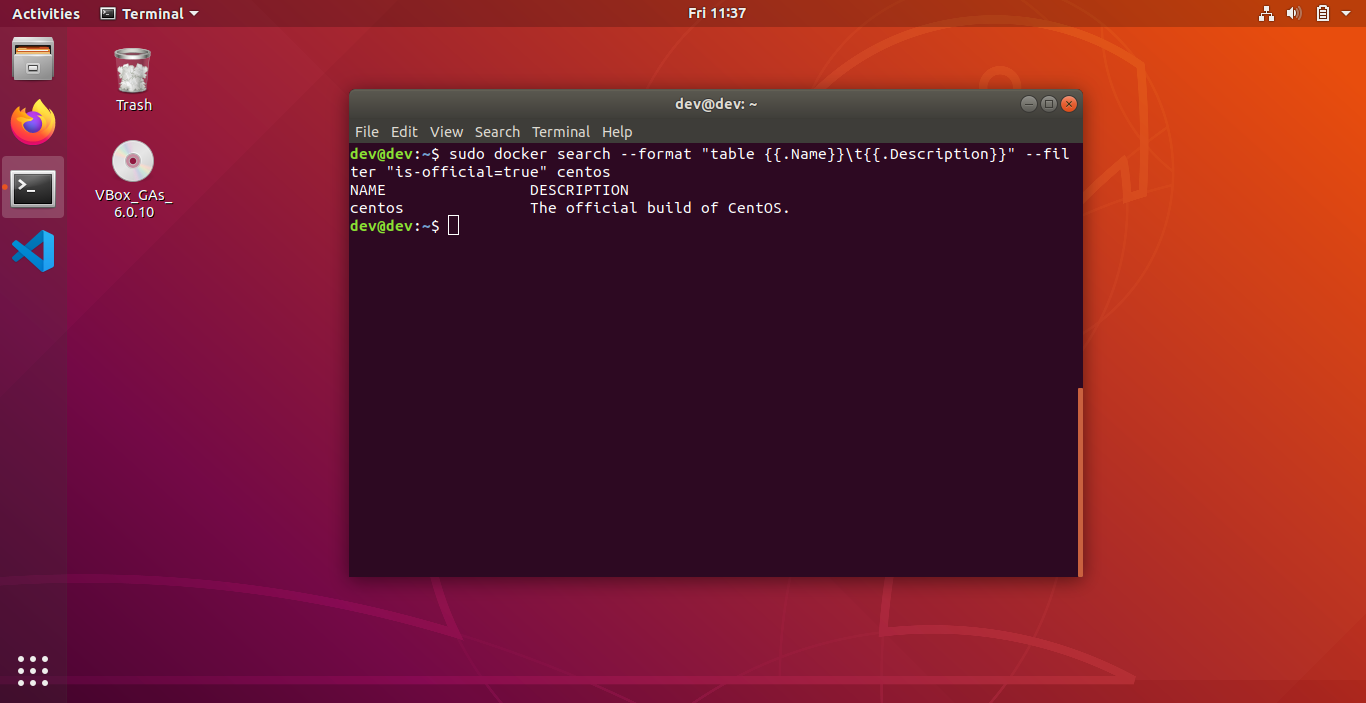 Activities Terminal Fri 11:37
Trash
VBox_GAs_
6.0.10
dev@dev: ~
File Edit View Search Terminal Help
dev@dev:~$ sudo docker search --format "table {{.Name}}\t{{.Description}}" --fil
ter "is-official=true" centos
NAME DESCRIPTION
centos The official build of CentOS.
dev@dev:~$